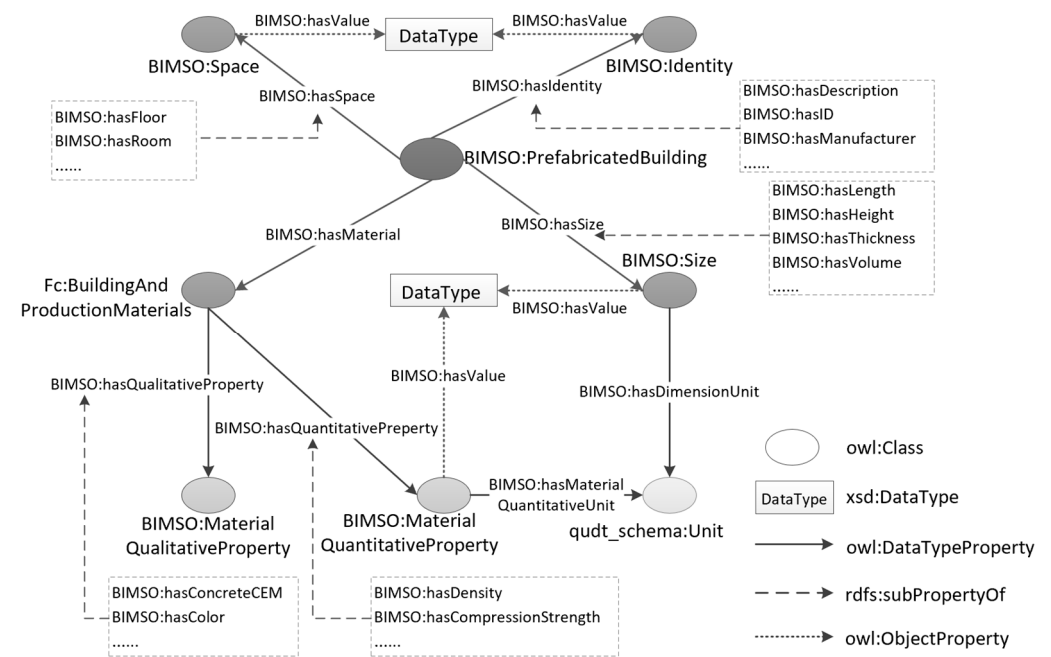 BIMSO:hasValue
DataType
BIMSO:hasValue
BIMSO:Space
BIMSO:Identity
BIMSO:hasSpace
BIMSO:hasIdentity
BIMSO:hasFloor
BIMSO:hasRoom
......
BIMSO:hasDescription
BIMSO:hasID
BIMSO:hasManufacturer
......
BIMSO:PrefabricatedBuilding
BIMSO:hasMaterial
BIMSO:hasSize
BIMSO:hasLength
BIMSO:hasHeight
BIMSO:hasThickness
BIMSO:hasVolume
......
Fc:BuildingAnd
ProductionMaterials
DataType
BIMSO:Size
BIMSO:hasValue
BIMSO:hasQualitativeProperty
BIMSO:hasValue
BIMSO:hasDimensionUnit
BIMSO:hasQuantitativePreperty
BIMSO:Material
QualitativeProperty
BIMSO:Material
QuantitativeProperty
BIMSO:hasMaterial
QuantitativeUnit
qudt_schema:Unit
BIMSO:hasConcreteCEM
BIMSO:hasColor
......
BIMSO:hasDensity
BIMSO:hasCompressionStrength
......
owl:Class
DataType
xsd:DataType
owl:DataTypeProperty
rdfs:subPropertyOf
owl:ObjectProperty